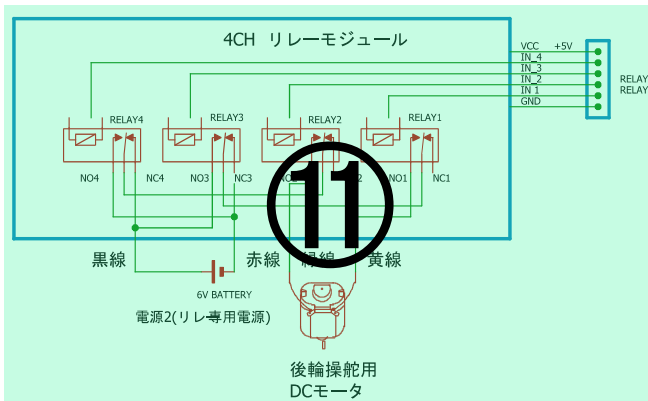 4CH リレーモジュール
VCC +5V
IN_4
IN_3
IN_2
IN 1
GND
RELAY
RELAY
RELAY4
RELAY3
RELAY2
RELAY1
NO4
NC4
NO3
NC3
NO1
NC1
⑪
黒線
赤線
緑線
黄線
6V BATTERY
電源2(リレー専用電源)
後輪操舵用
DCモータ